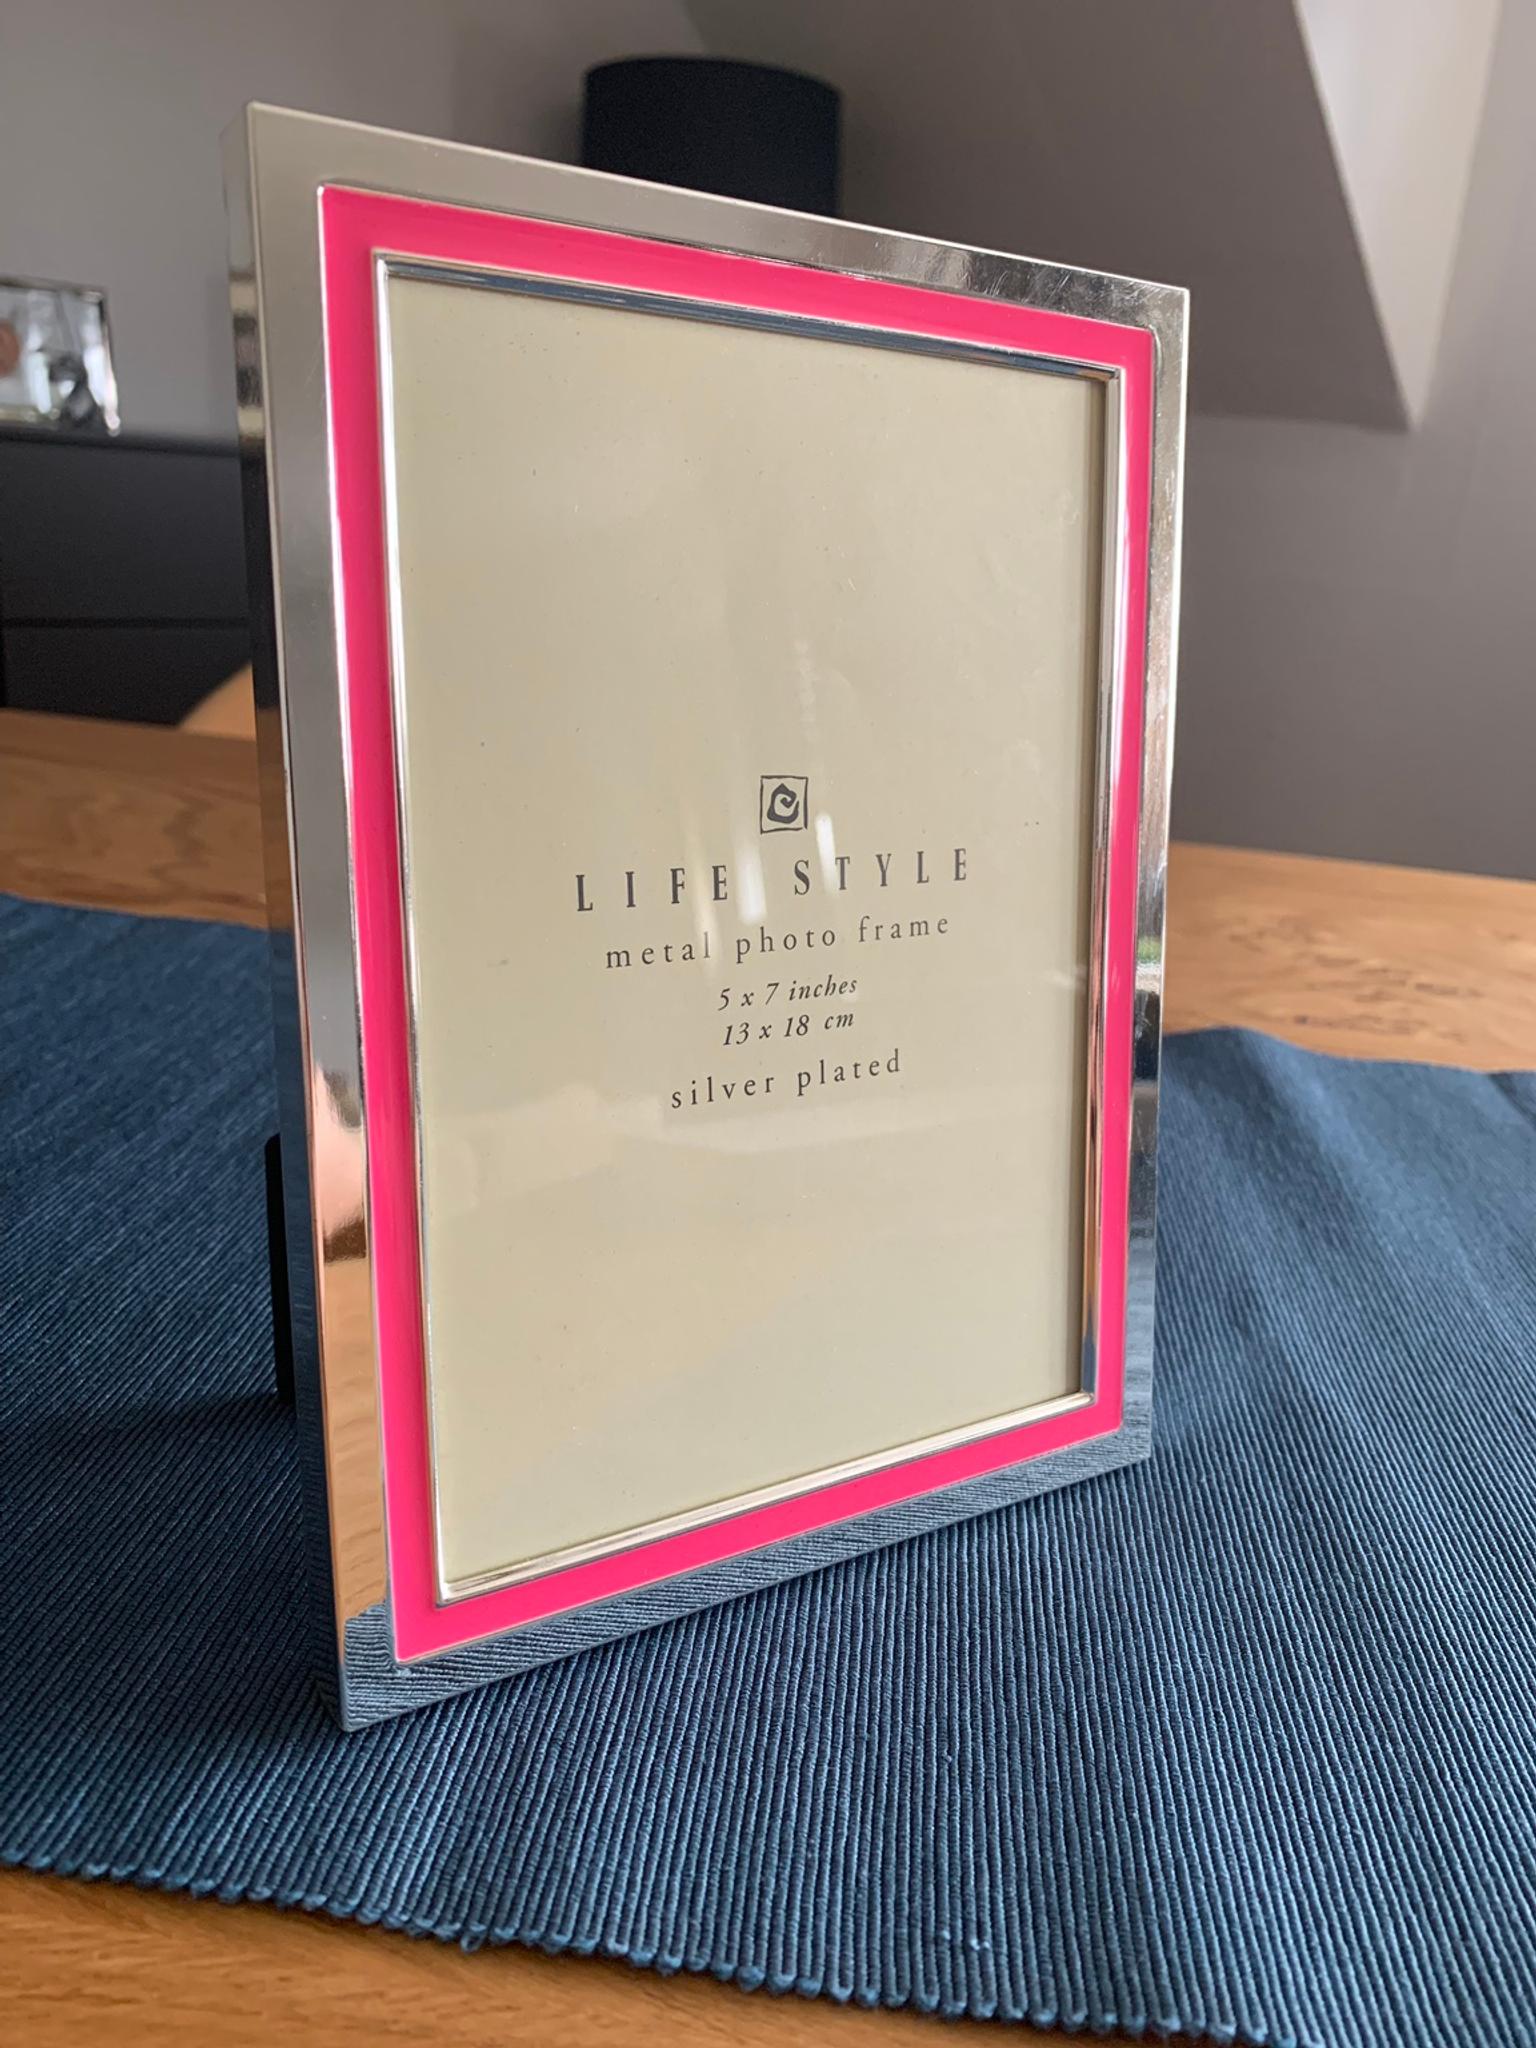 LIFE STYLE
metal photo frame
5 x 7 inches
13 x 18 cm
silver plated